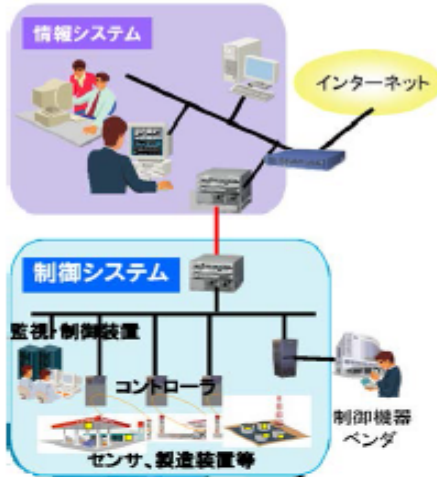 情報システム
インターネット
制御システム
監視・制御装置
コントローラ
制御機器
ベンダ
センサ、製造装置等